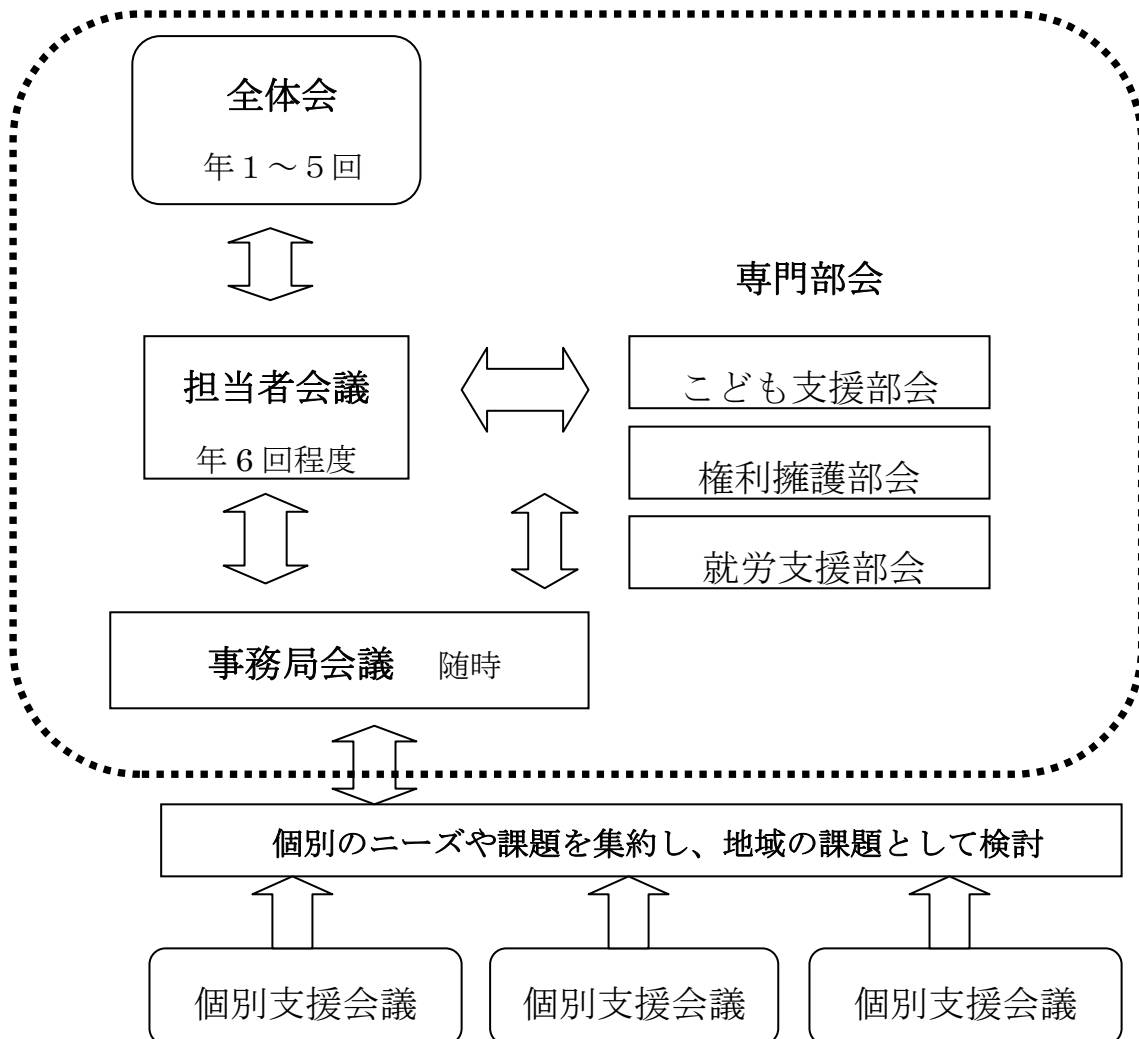 全体会
年１～５回
専門部会
担当者会議
年６回程度
こども支援部会
権利擁護部会
就労支援部会
事務局会議　随時
個別のニーズや課題を集約し、地域の課題として検討
個別支援会議
個別支援会議
個別支援会議